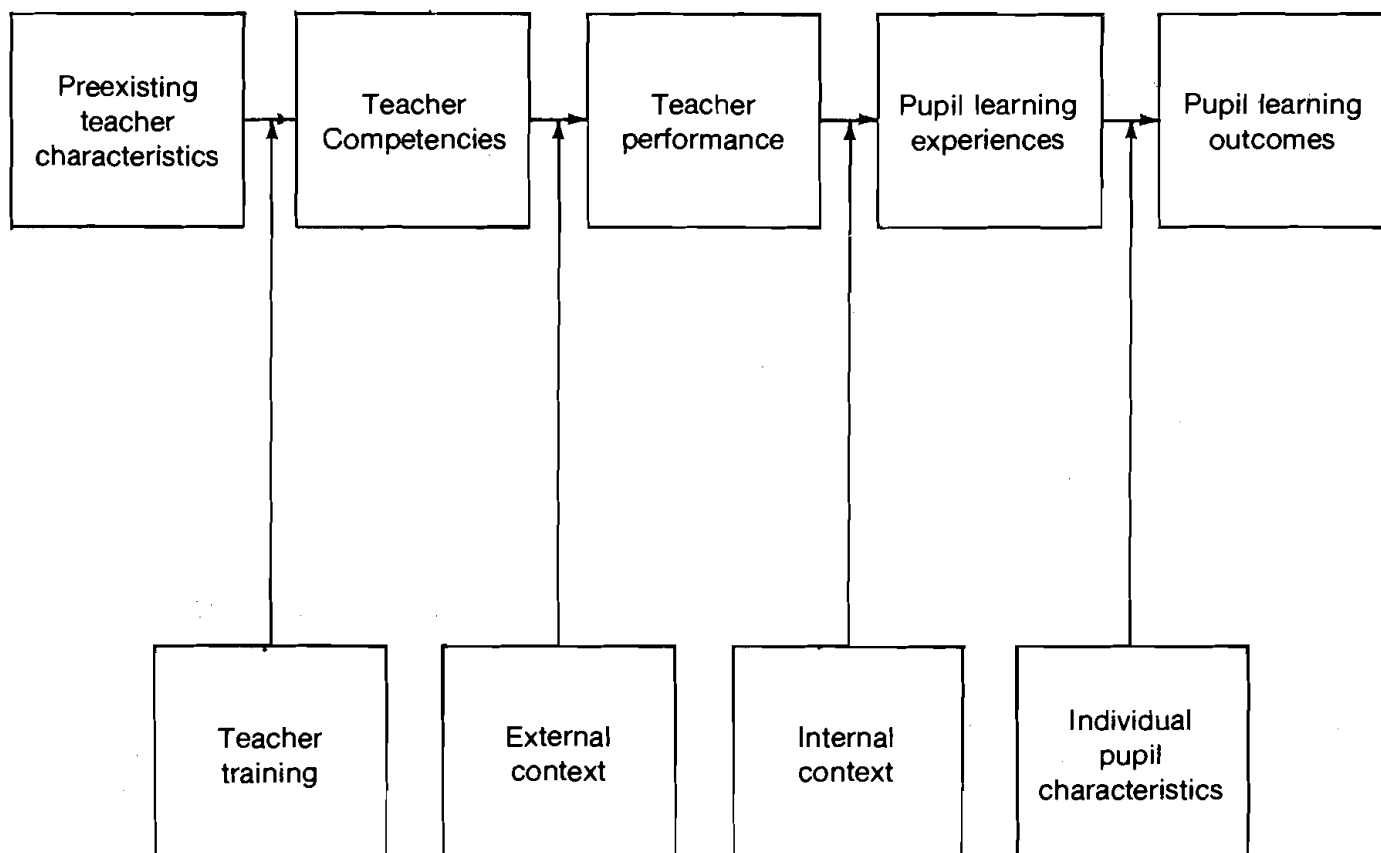 Preexisting
teacher
characteristics
Teacher
Competencies
Teacher
performance
Pupil learning
experiences
Pupil learning
outcomes
Teacher
training
External
context
Internal
context
Individual
pupil
characteristics